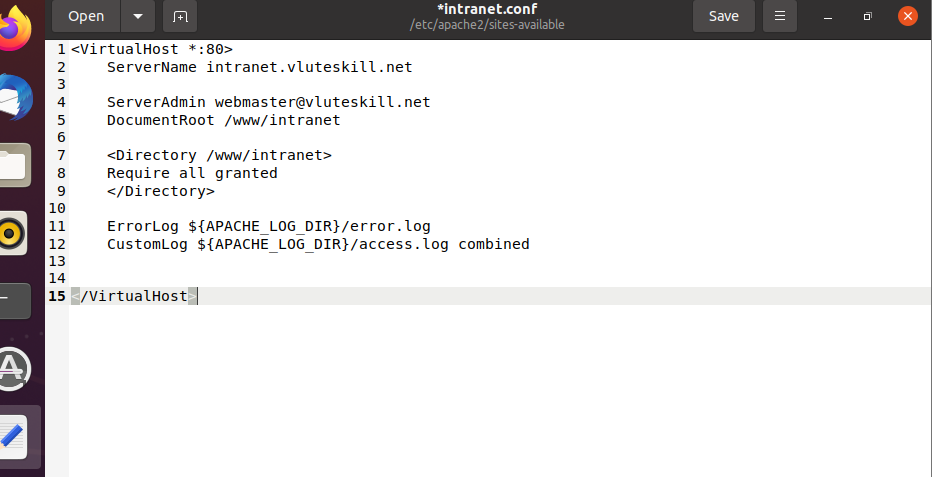 Open
*intranet.conf
/etc/apache2/sites-available
Save
1 <VirtualHost *:80>
2     ServerName intranet.vluteskill.net
3
4     ServerAdmin webmaster@vluteskill.net
5     DocumentRoot /www/intranet
6
7     <Directory /www/intranet>
8     Require all granted
9     </Directory>
10
11     ErrorLog ${APACHE_LOG_DIR}/error.log
12     CustomLog ${APACHE_LOG_DIR}/access.log combined
13
14
15 </VirtualHost>